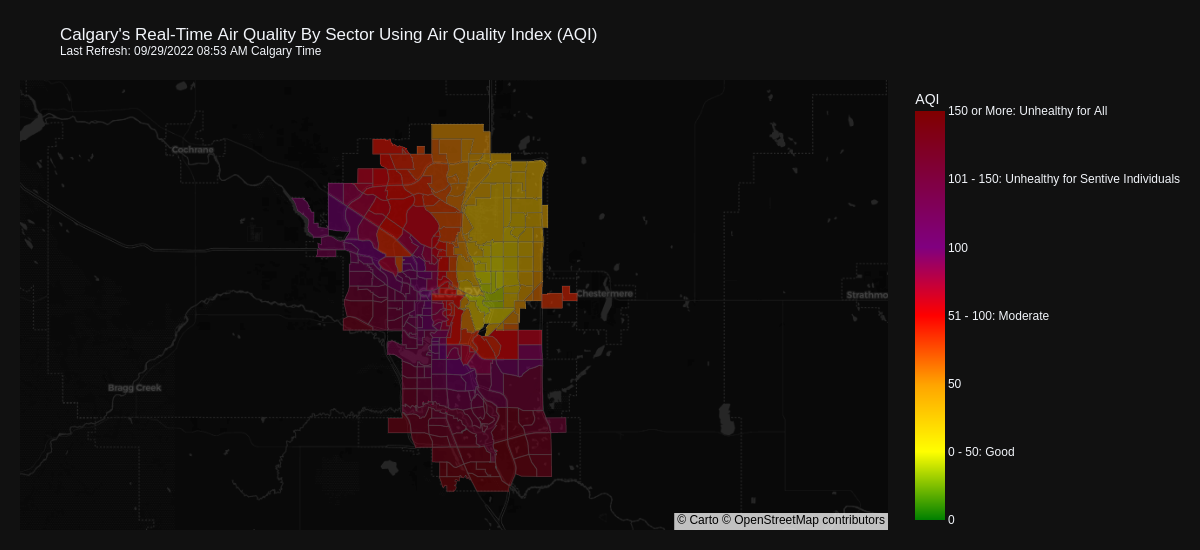 Calgary's Real-Time Air Quality By Sector Using Air Quality Index (AQI)
Last Refresh: 09/29/2022 08:53 AM Calgary Time
AQI
150 or More: Unhealthy for All
101 - 150: Unhealthy for Sentive Individuals
100
51 - 100: Moderate
50
0 - 50: Good
0
Cochrane
CALGARY
Chestermere
Strathmo
Bragg Creek
© Carto © OpenStreetMap contributors